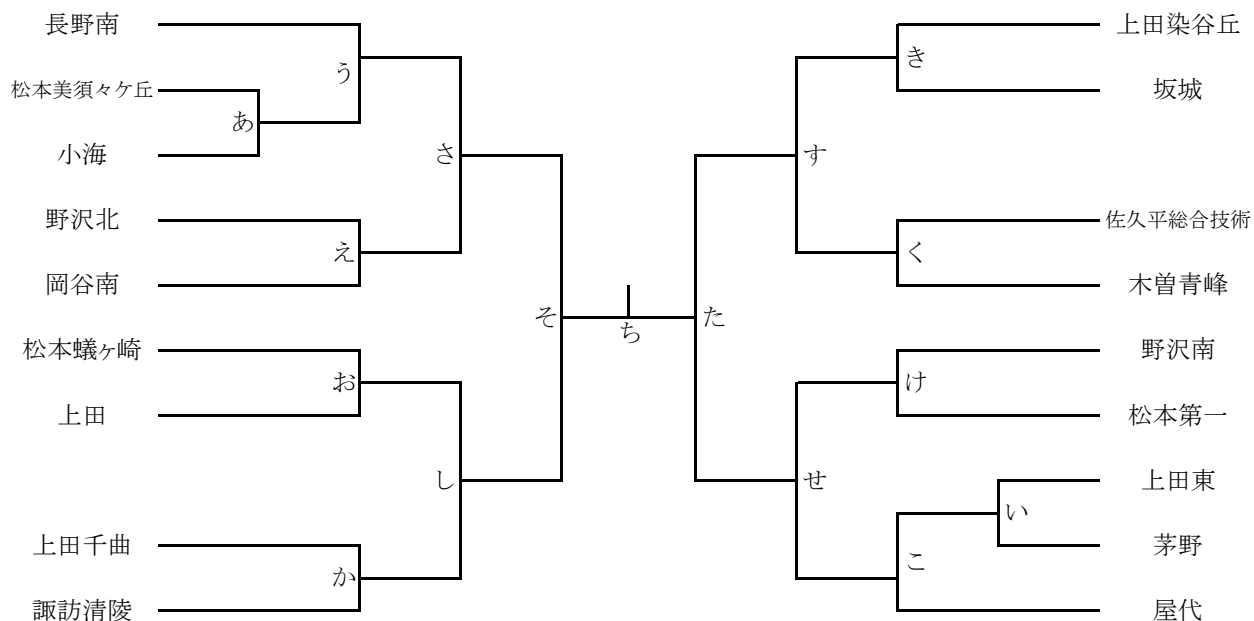 長野南
松本美須々ケ丘
小海
野沢北
岡谷南
松本蟻ヶ崎
上田
上田千曲
諏訪清陵
あ
う
え
お
か
さ
し
そ
ち
た
す
せ
き
く
け
こ
い
上田染谷丘
坂城
佐久平総合技術
木曽青峰
野沢南
松本第一
上田東
茅野
屋代